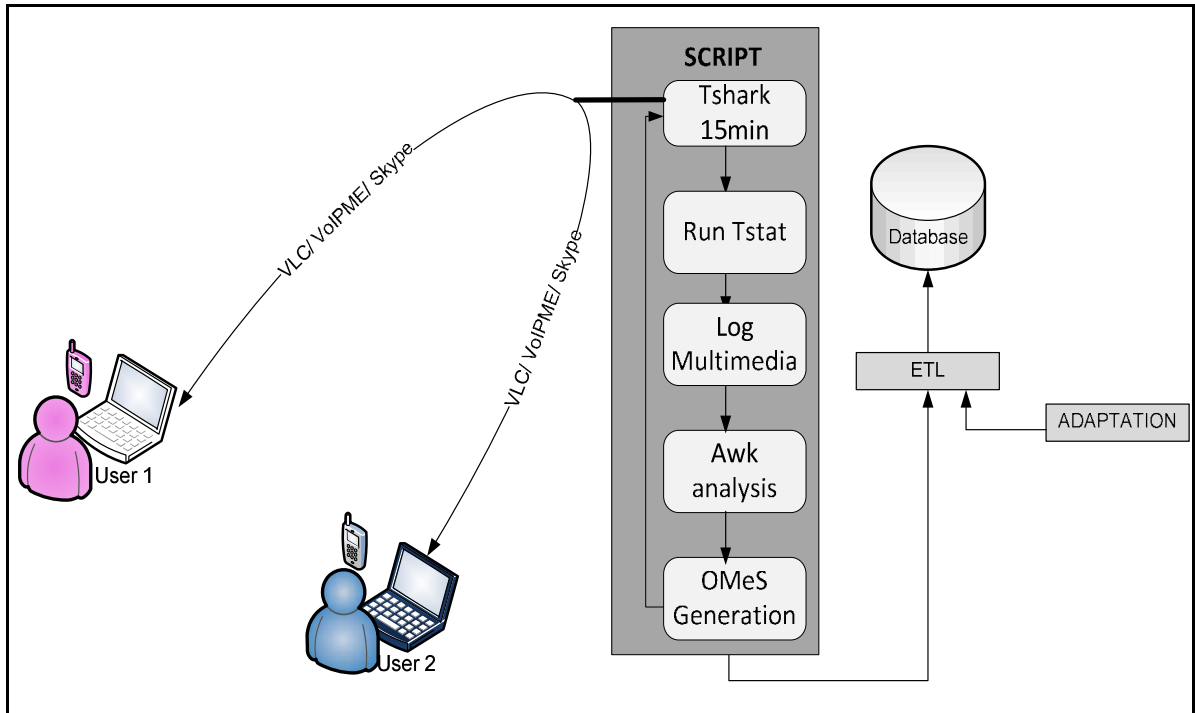 SCRIPT
Tshark
15min
Run Tstat
Log
Multimedia
Awk
analysis
OMeS
Generation
VLC/ VoIPME/ Skype
VLC/ VoIPME/ Skype
User 1
User 2
Database
ETL
ADAPTATION